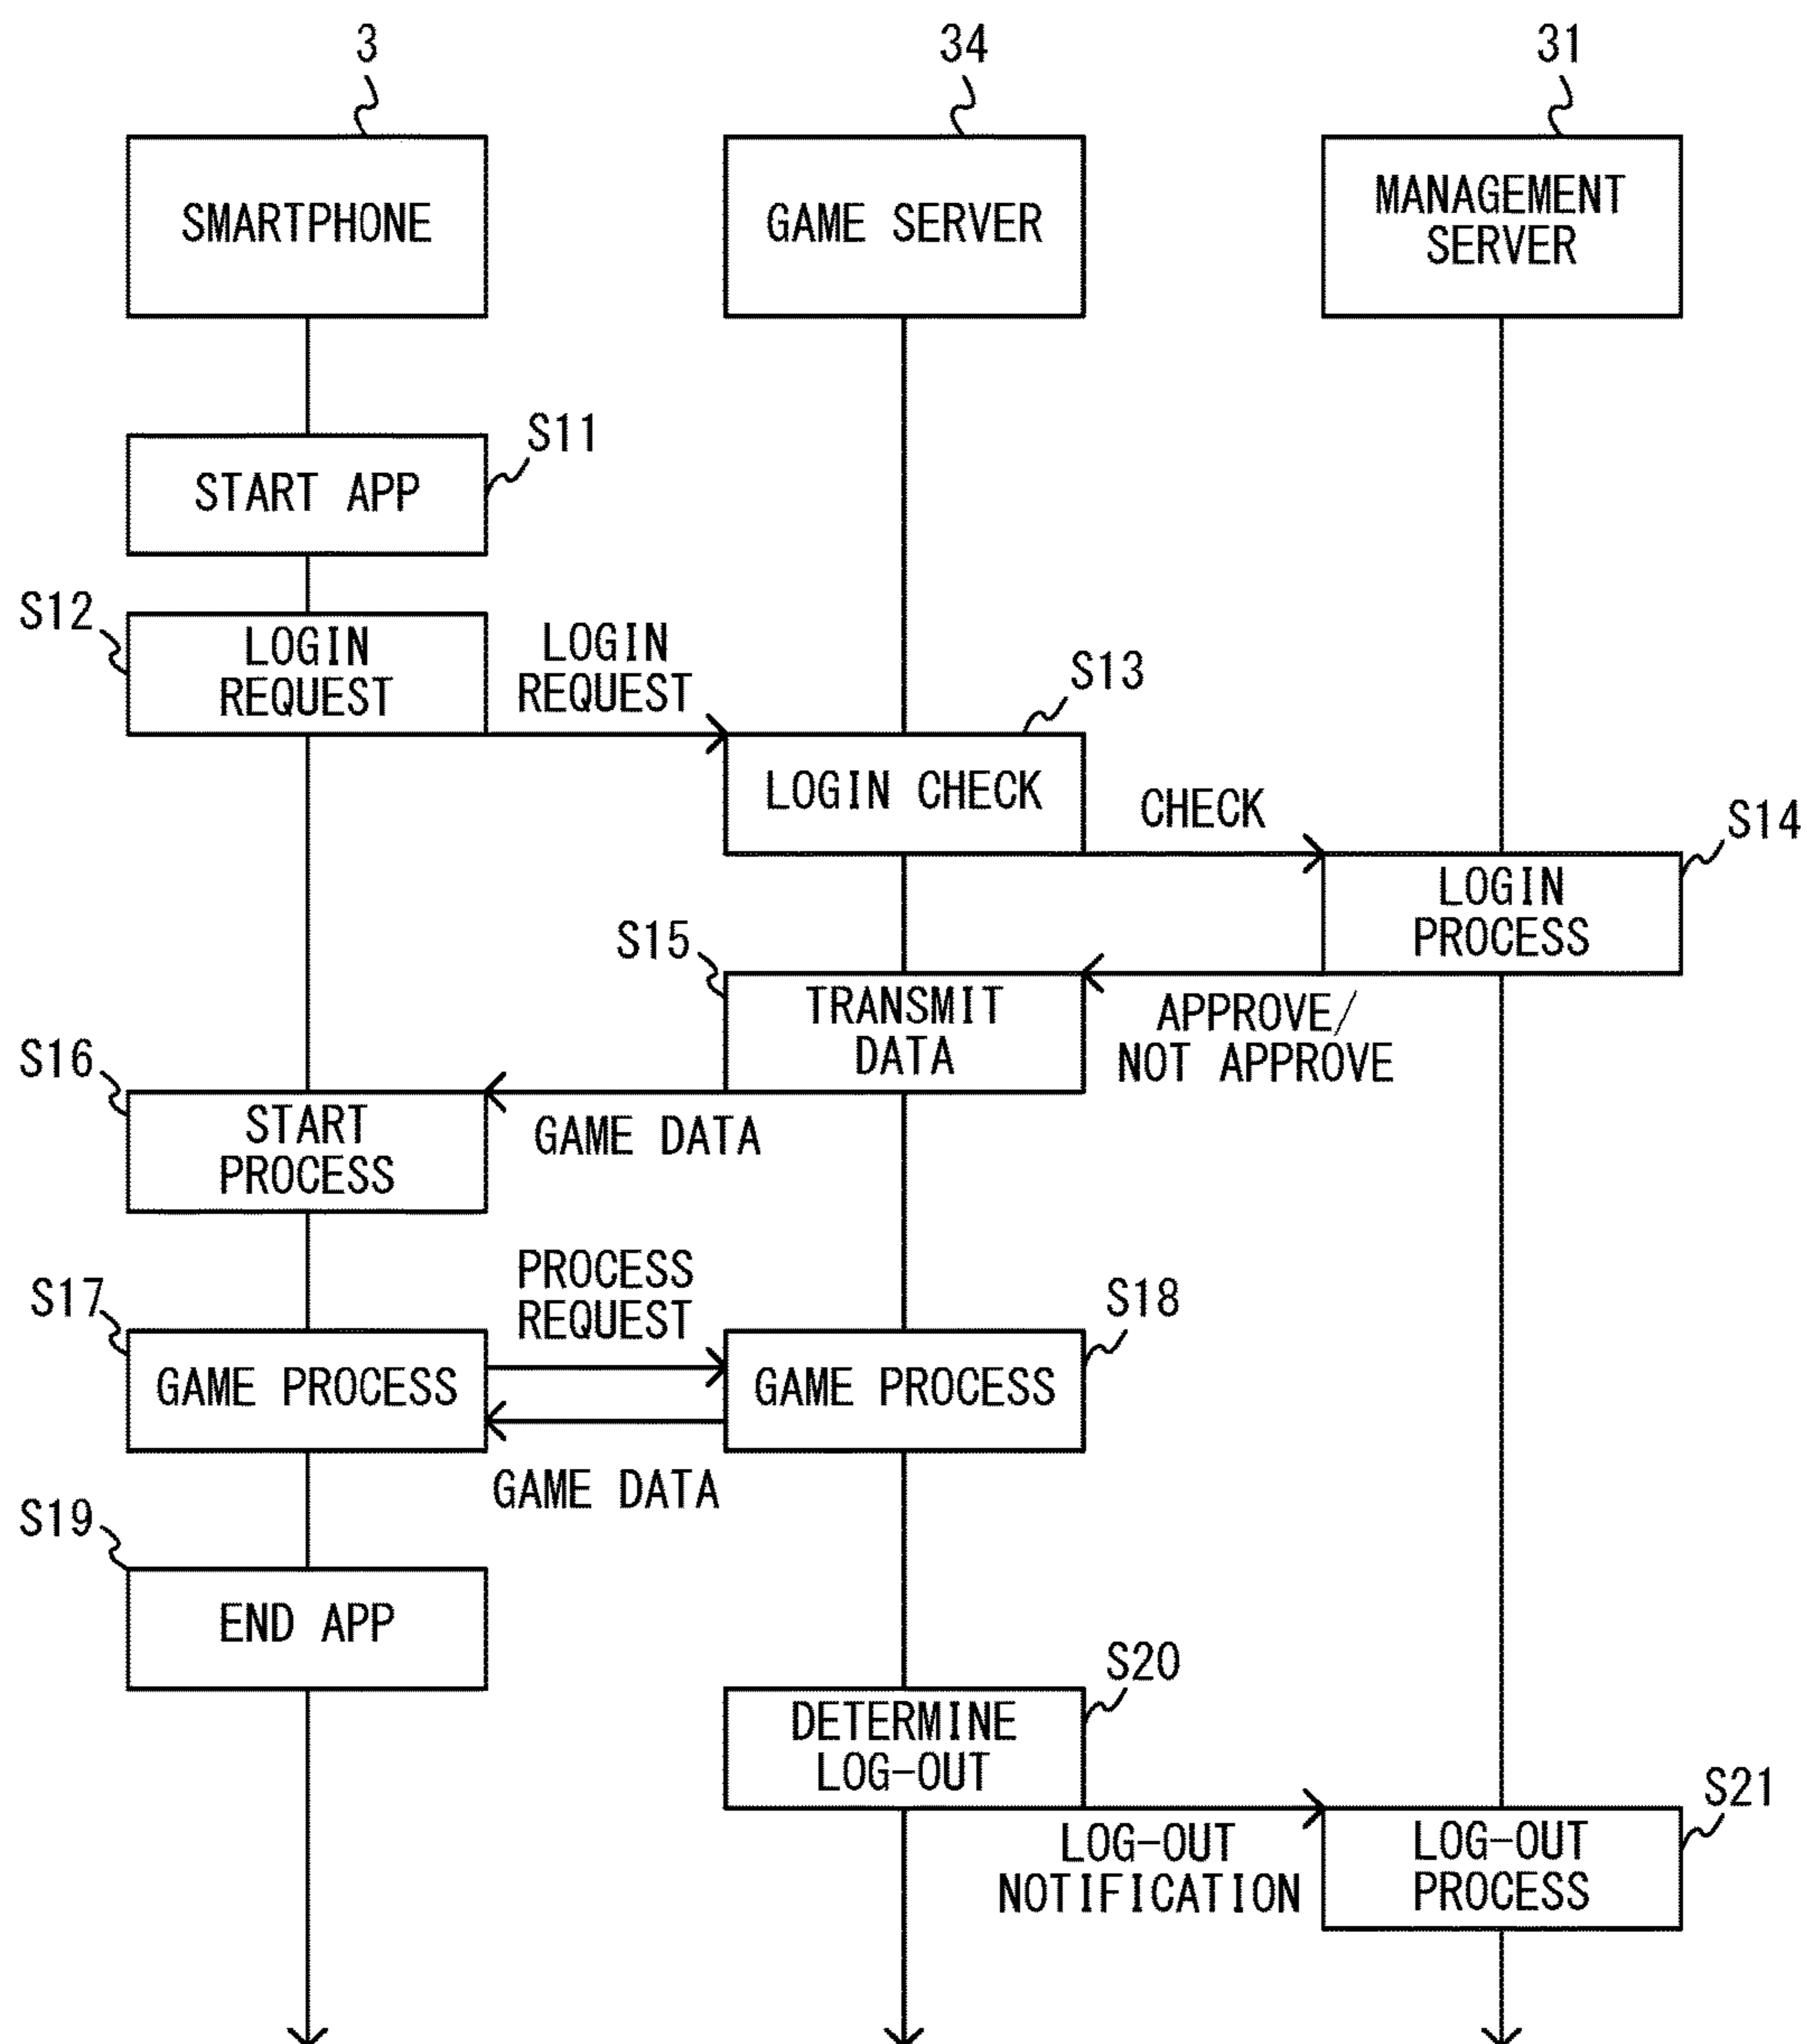 3
34
31
SMARTPHONE
GAME SERVER
MANAGEMENT
SERVER
S11
START APP
S12
LOGIN
REQUEST
LOGIN
REQUEST
S13
LOGIN CHECK
CHECK
S14
LOGIN
PROCESS
S15
TRANSMIT
DATA
APPROVE/
NOT APPROVE
S16
START
PROCESS
GAME DATA
S17
GAME PROCESS
PROCESS
REQUEST
S18
GAME PROCESS
GAME DATA
S19
END APP
S20
DETERMINE
LOG-OUT
LOG-OUT
NOTIFICATION
S21
LOG-OUT
PROCESS